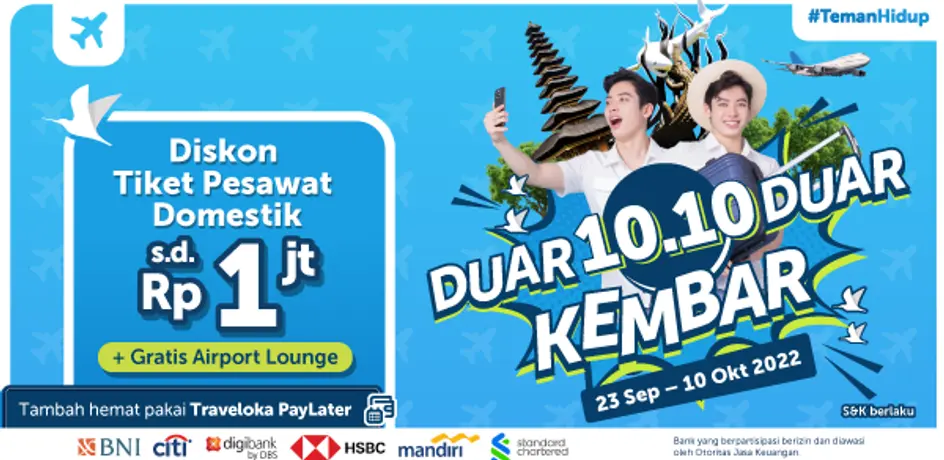 #TemanHidup
Diskon
Tiket Pesawat
Domestik
s.d.
Rp 1 jt
+ Gratis Airport Lounge
Tambah hemat pakai Traveloka PayLater
DUAR 10.10 DUAR
KEMBAR
23 Sep – 10 Okt 2022
S&K berlaku
BNI citi digibank by DBS HSBC mandiri standard chartered
Bank yang berpartisipasi berizin dan diawasi
oleh Otoritas Jasa Keuangan.